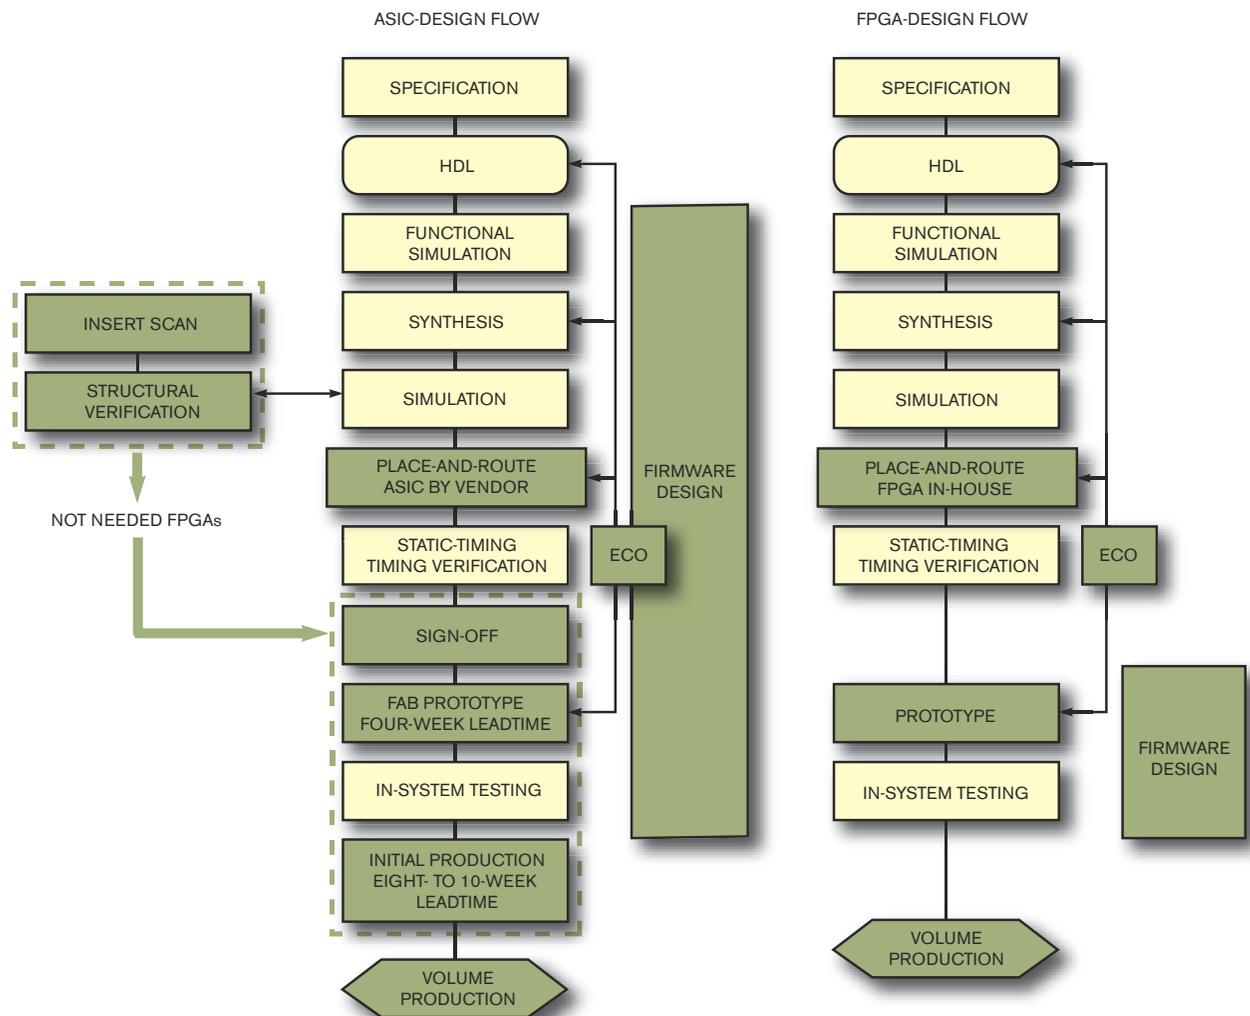 ASIC-DESIGN FLOW
SPECIFICATION
HDL
FUNCTIONAL
SIMULATION
SYNTHESIS
SIMULATION
PLACE-AND-ROUTE
ASIC BY VENDOR
STATIC-TIMING
TIMING VERIFICATION
SIGN-OFF
FAB PROTOTYPE
FOUR-WEEK LEADTIME
IN-SYSTEM TESTING
INITIAL PRODUCTION
EIGHT- TO 10-WEEK
LEADTIME
VOLUME
PRODUCTION
INSERT SCAN
STRUCTURAL
VERIFICATION
NOT NEEDED FPGAs
ECO
FIRMWARE
DESIGN
FPGA-DESIGN FLOW
SPECIFICATION
HDL
FUNCTIONAL
SIMULATION
SYNTHESIS
SIMULATION
PLACE-AND-ROUTE
FPGA IN-HOUSE
STATIC-TIMING
TIMING VERIFICATION
PROTOTYPE
IN-SYSTEM TESTING
VOLUME
PRODUCTION
ECO
FIRMWARE
DESIGN